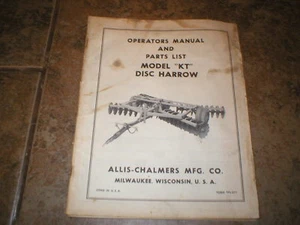 OPERATORS MANUAL
AND
PARTS LIST
MODEL "KT"
DISC HARROW
ALLIS-CHALMERS MFG. CO.
MILWAUKEE, WISCONSIN, U. S. A.